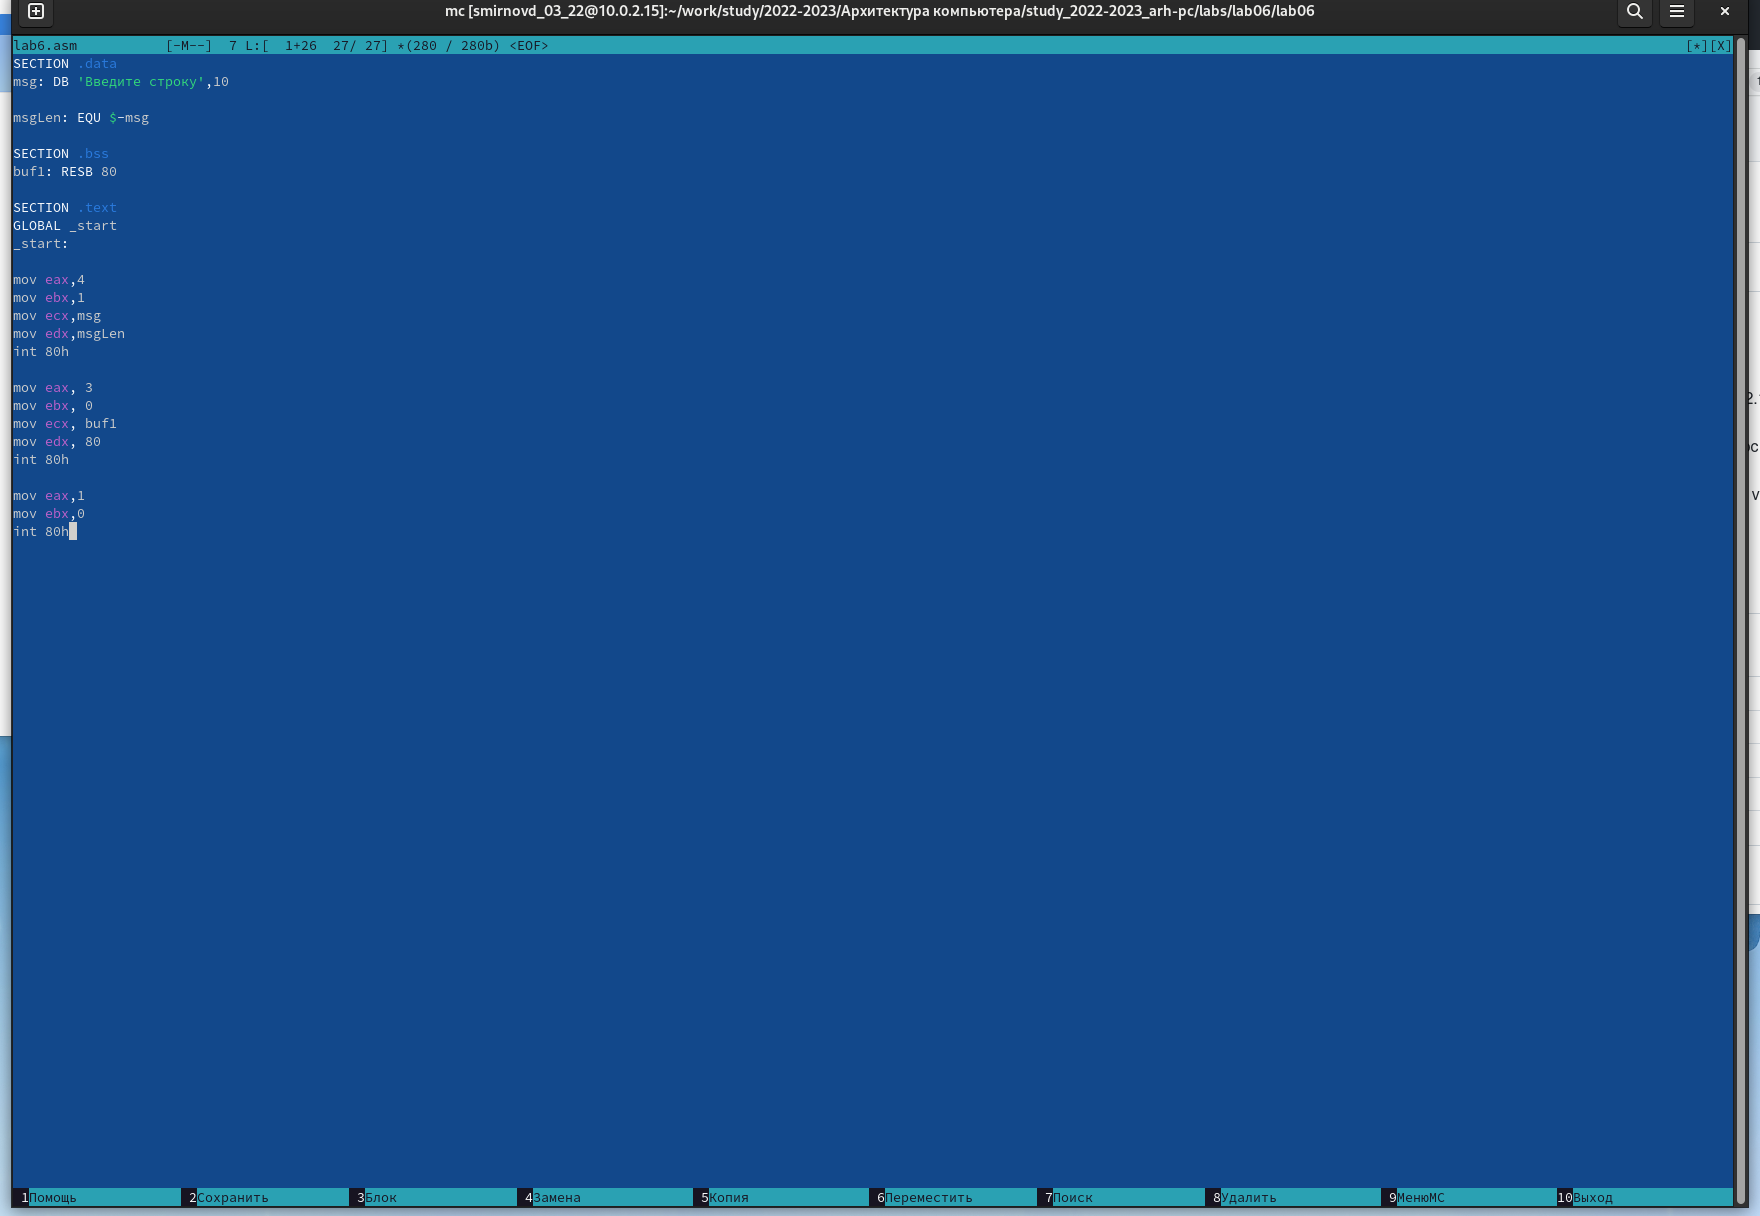 mc [smirnovd_03_22@10.0.2.15]:~/work/study/2022-2023/Архитектура компьютера/study_2022-2023_arh-pc/labs/lab06/lab06
lab6.asm [-M--] 7 L:[ 1+26 27/ 27] *(280 / 280b) <EOF> [*][X]
SECTION .data
msg: DB 'Введите строку',10
msgLen: EQU $-msg
SECTION .bss
buf1: RESB 80
SECTION .text
GLOBAL _start
_start:
mov eax,4
mov ebx,1
mov ecx,msg
mov edx,msgLen
int 80h
mov eax, 3
mov ebx, 0
mov ecx, buf1
mov edx, 80
int 80h
mov eax,1
mov ebx,0
int 80h
1Помощь 2Сохранить 3Блок 4Замена 5Копия 6Переместить 7Поиск 8Удалить 9МенюMC 10Выход